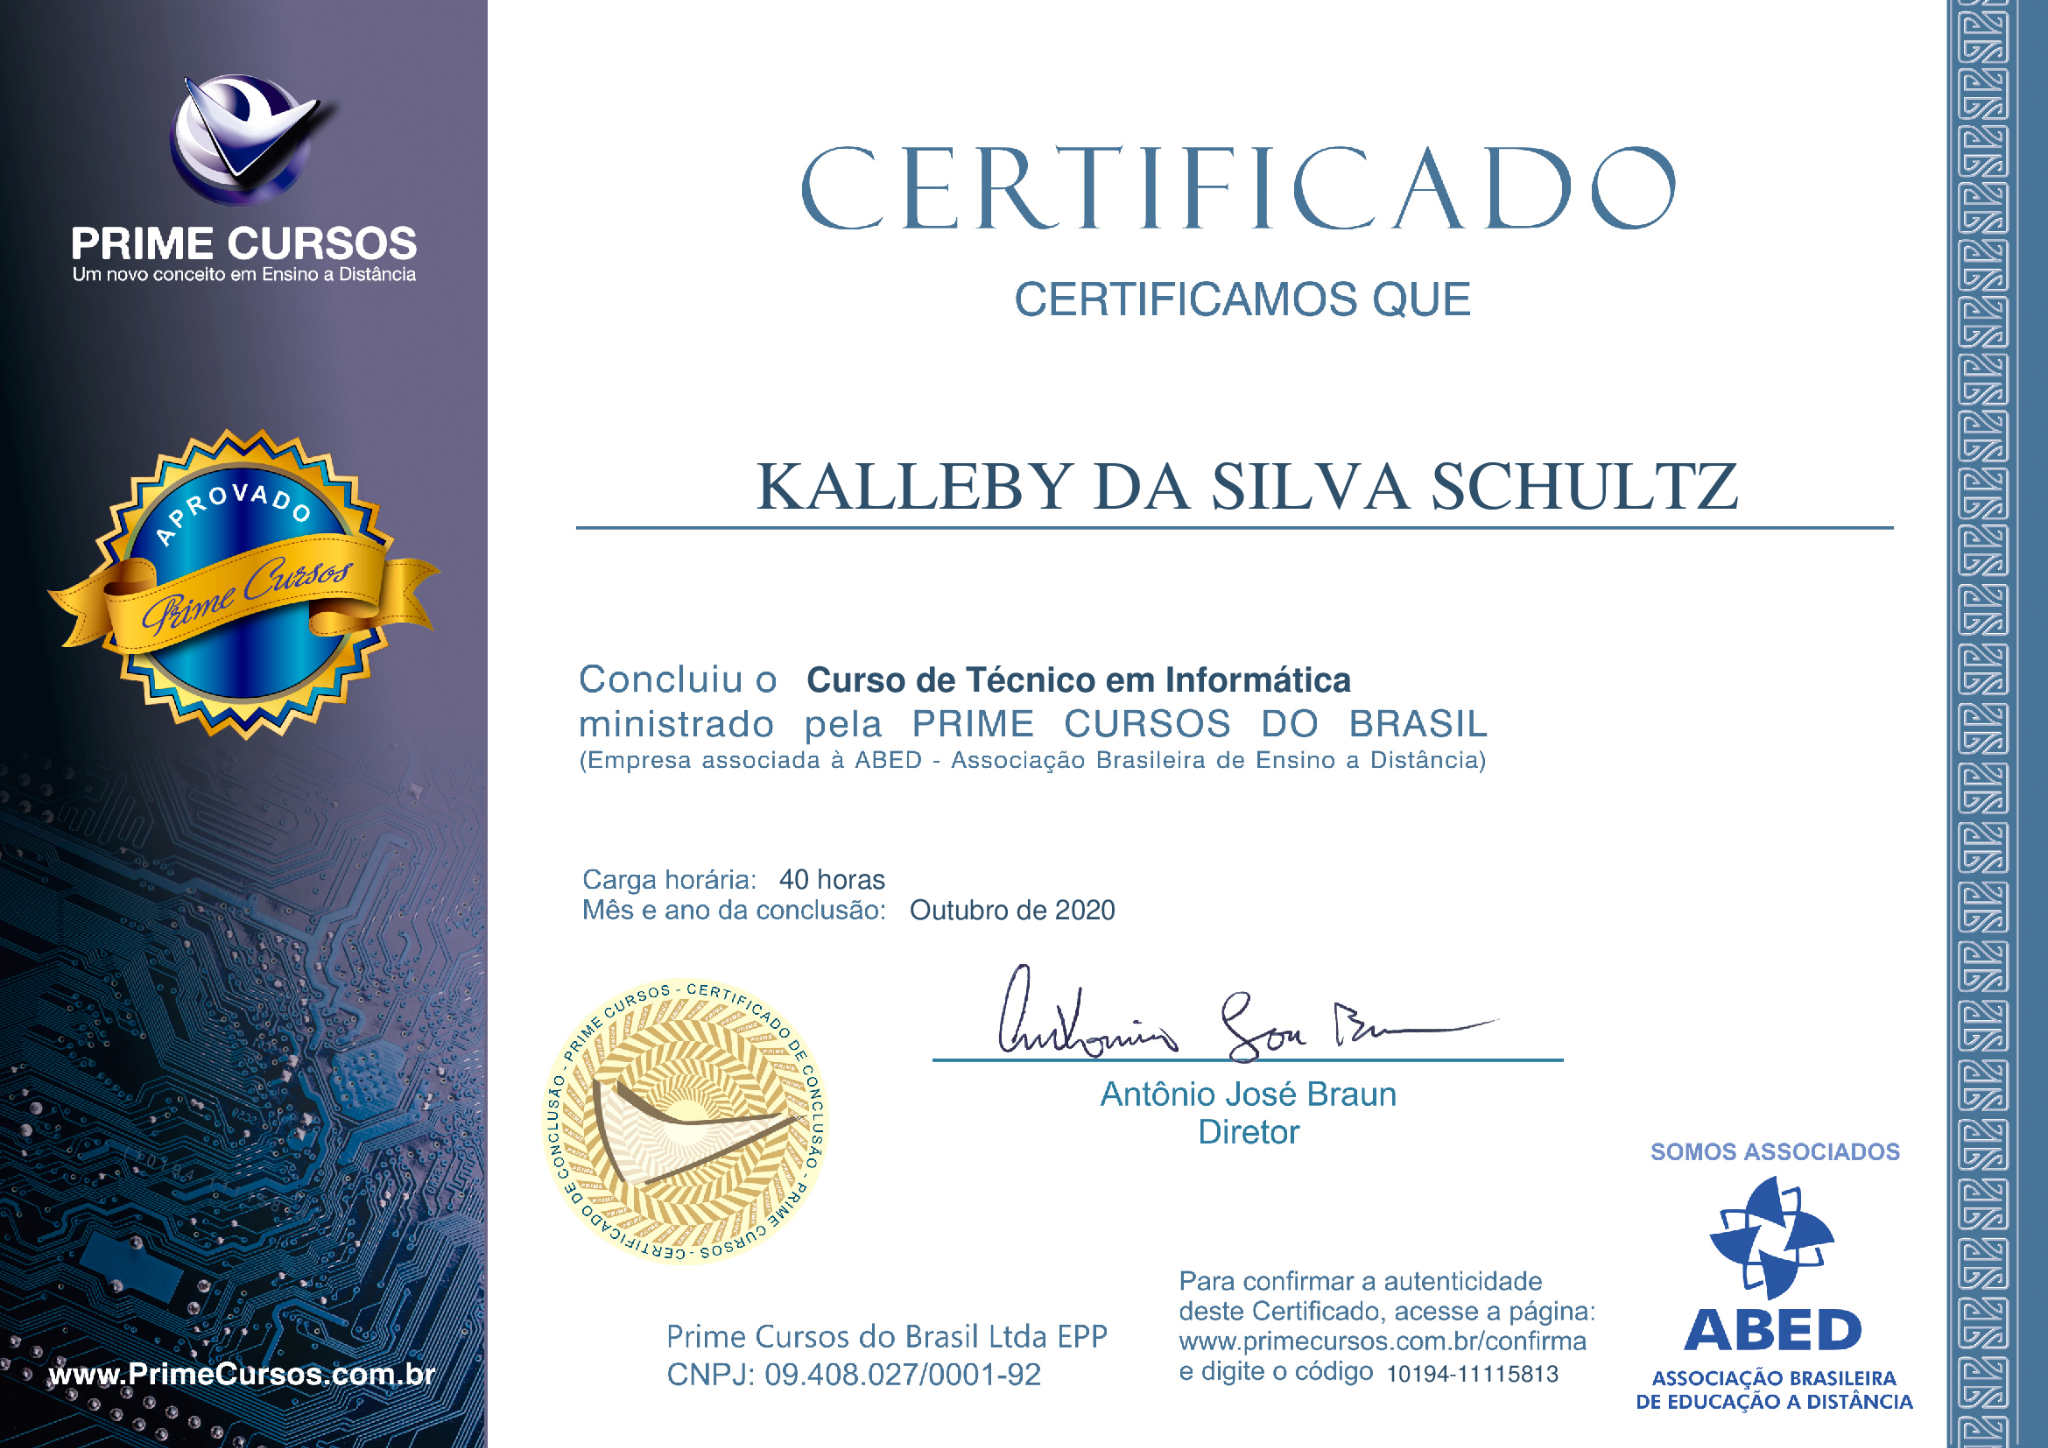 PRIME CURSOS
Um novo conceito em Ensino a Distância
APROVADO
Prime Cursos
www.PrimeCursos.com.br
CERTIFICADO
CERTIFICAMOS QUE
KALLEBY DA SILVA SCHULTZ
Concluiu o Curso de Técnico em Informática
ministrado pela PRIME CURSOS DO BRASIL
(Empresa associada à ABED - Associação Brasileira de Ensino a Distância)
Carga horária: 40 horas
Mês e ano da conclusão: Outubro de 2020
PRIME CURSOS - CERTIFICADO DE CONCLUSÃO - PRIME CURSOS - CERTIFICADO DE CONCLUSÃO -
Antônio José Braun
Diretor
Prime Cursos do Brasil Ltda EPP
CNPJ: 09.408.027/0001-92
Para confirmar a autenticidade
deste Certificado, acesse a página:
www.primecursos.com.br/confirma
e digite o código 10194-11115813
SOMOS ASSOCIADOS
ABED
ASSOCIAÇÃO BRASILEIRA
DE EDUCAÇÃO A DISTÂNCIA